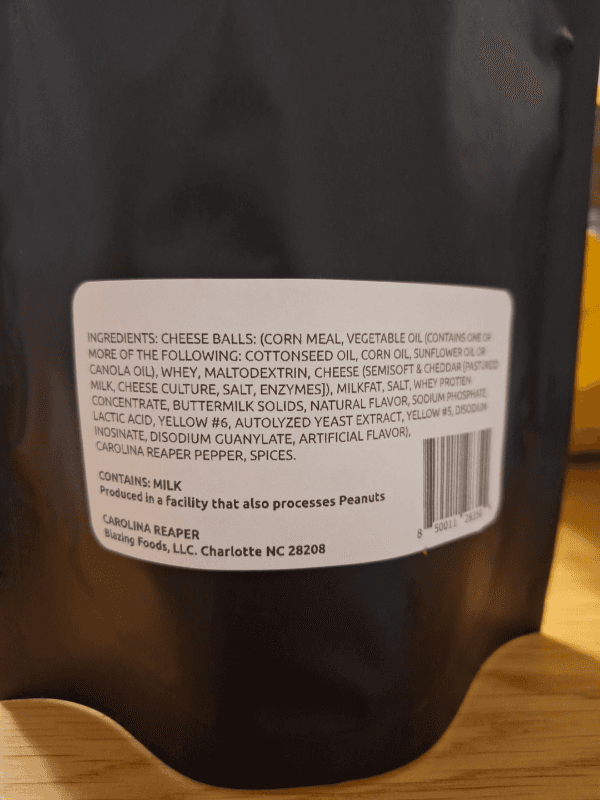 INGREDIENTS: CHEESE BALLS: (CORN MEAL, VEGETABLE OIL (CONTAINS ONE OR
MORE OF THE FOLLOWING: COTTONSEED OIL, CORN OIL, SUNFLOWER OIL OR
CANOLA OIL), WHEY, MALTODEXTRIN, CHEESE (SEMISOFT & CHEDDAR [PASTURIZED
MILK, CHEESE CULTURE, SALT, ENZYMES]), MILKFAT, SALT, WHEY PROTIEN
CONCENTRATE, BUTTERMILK SOLIDS, NATURAL FLAVOR, SODIUM PHOSPHATE,
LACTIC ACID, YELLOW #6, AUTOLYZED YEAST EXTRACT, YELLOW #5, DISODIUM
INOSINATE, DISODIUM GUANYLATE, ARTIFICIAL FLAVOR),
CAROLINA REAPER PEPPER, SPICES.
CONTAINS: MILK
Produced in a facility that also processes Peanuts
CAROLINA REAPER
Blazing Foods, LLC. Charlotte NC 28208
8 50011